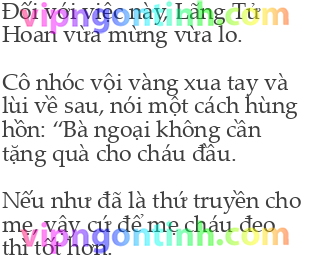 Đối với việc này, Lãng Tử
Hoan vừa mừng vừa lo.
Cô nhóc vội vàng xua tay và
lùi về sau, nói một cách hùng
hồn: “Bà ngoại không cần
tặng quà cho cháu đâu.
Nếu như đã là thứ truyền cho
mẹ, vậy cứ để mẹ cháu đeo
thì tốt hơn.
vipngontinh.com
vipngontinh.com